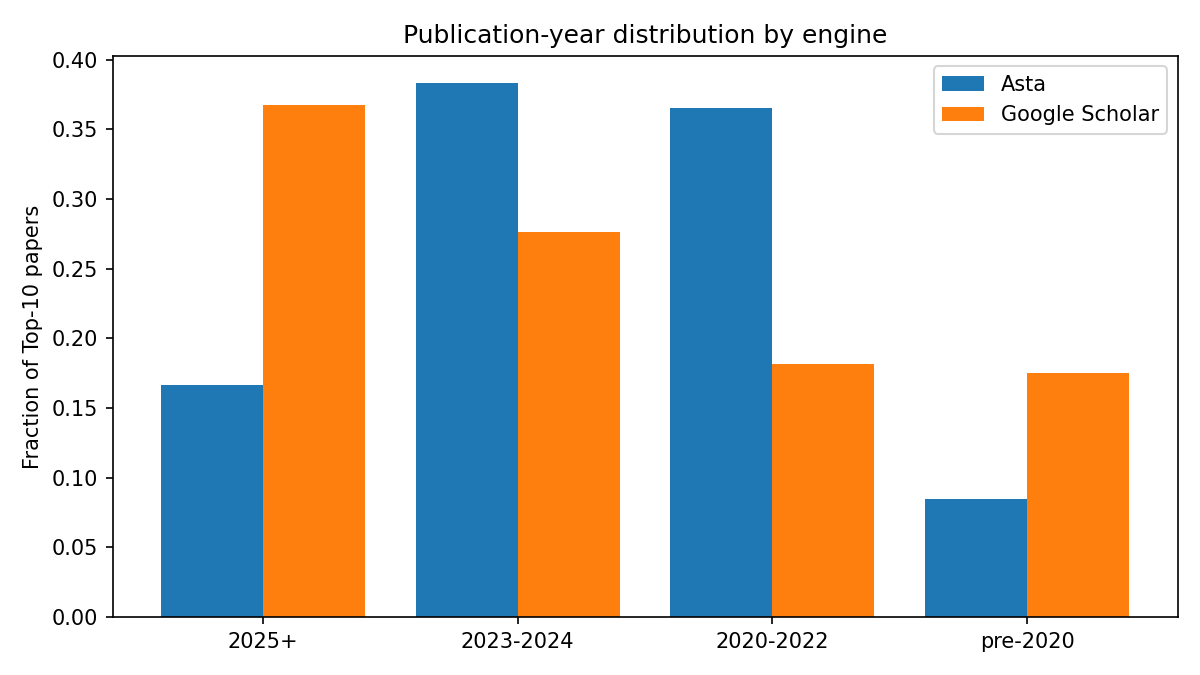 Publication-year distribution by engine
Asta
Google Scholar
Fraction of Top-10 papers
0.40
0.35
0.30
0.25
0.20
0.15
0.10
0.05
0.00
2025+ 2023-2024 2020-2022 pre-2020